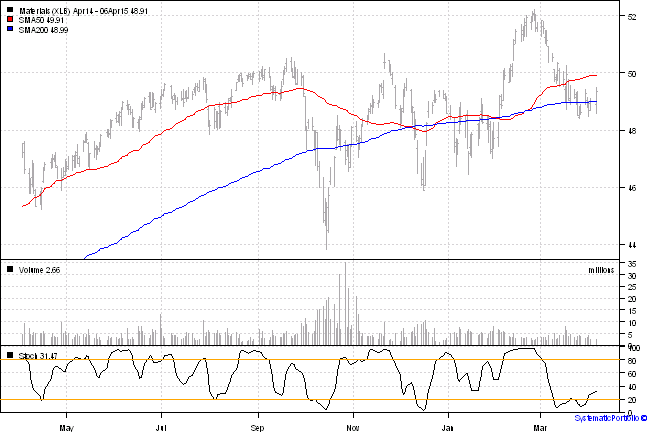 Materials (XLB) Apr14 - 06Apr15 48.91
SMA50 49.91
SMA200 48.99
52
50
48
46
44
Volume 2.66
millions
35
30
25
20
15
10
5
Stoch 31.47
100
80
60
40
20
0
May
Jul
Sep
Nov
Jan
Mar
SystematicPortfolio ©